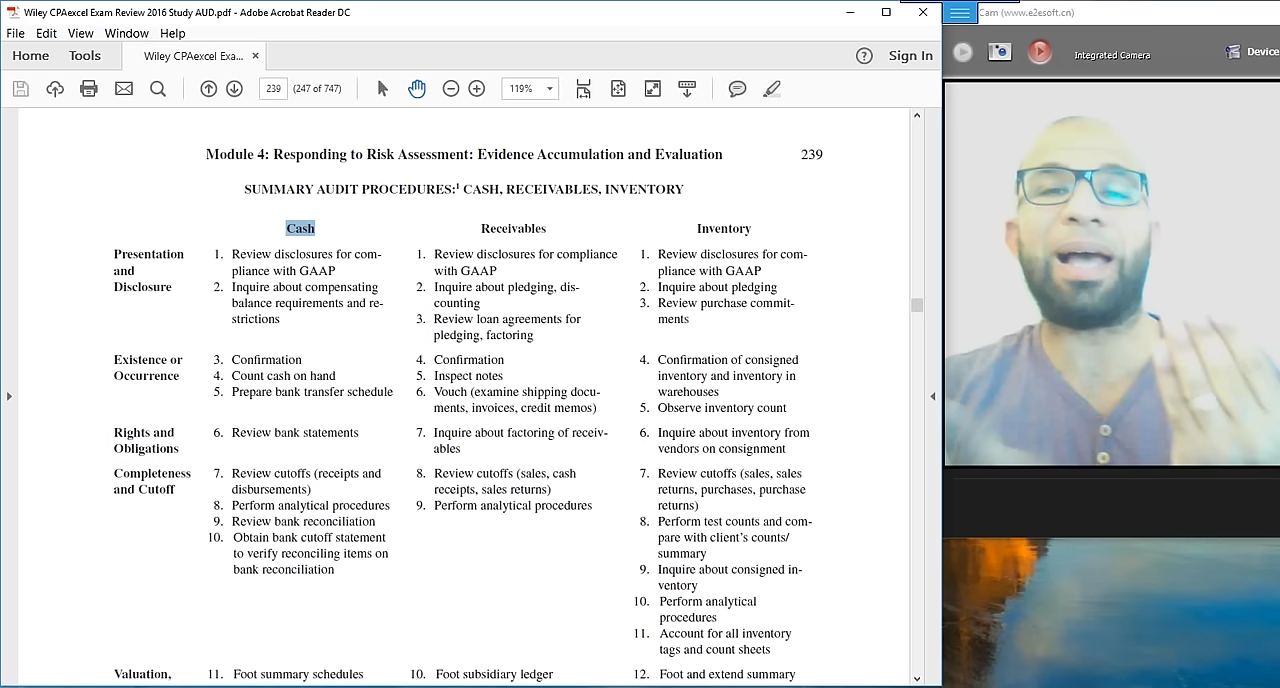 Wiley CPAexcel Exam Review 2016 Study AUD.pdf - Adobe Acrobat Reader DC
Cam (www.e2esoft.cn)
File Edit View Window Help
Home Tools Wiley CPAexcel Exa... × Sign In
Integrated Camera Device
239 (247 of 747) 119%
Module 4: Responding to Risk Assessment: Evidence Accumulation and Evaluation 239
SUMMARY AUDIT PROCEDURES:1 CASH, RECEIVABLES, INVENTORY
Cash Receivables Inventory
Presentation
and
Disclosure
1. Review disclosures for com-
pliance with GAAP
2. Inquire about compensating
balance requirements and re-
strictions
1. Review disclosures for compliance
with GAAP
2. Inquire about pledging, dis-
counting
3. Review loan agreements for
pledging, factoring
1. Review disclosures for com-
pliance with GAAP
2. Inquire about pledging
3. Review purchase commit-
ments
Existence or
Occurrence
3. Confirmation
4. Count cash on hand
5. Prepare bank transfer schedule
4. Confirmation
5. Inspect notes
6. Vouch (examine shipping docu-
ments, invoices, credit memos)
4. Confirmation of consigned
inventory and inventory in
warehouses
5. Observe inventory count
Rights and
Obligations
6. Review bank statements
7. Inquire about factoring of receiv-
ables
6. Inquire about inventory from
vendors on consignment
Completeness
and Cutoff
7. Review cutoffs (receipts and
disbursements)
8. Perform analytical procedures
9. Review bank reconciliation
10. Obtain bank cutoff statement
to verify reconciling items on
bank reconciliation
8. Review cutoffs (sales, cash
receipts, sales returns)
9. Perform analytical procedures
7. Review cutoffs (sales, sales
returns, purchases, purchase
returns)
8. Perform test counts and com-
pare with client's counts/
summary
9. Inquire about consigned in-
ventory
10. Perform analytical
procedures
11. Account for all inventory
tags and count sheets
Valuation,
11. Foot summary schedules
10. Foot subsidiary ledger
12. Foot and extend summary